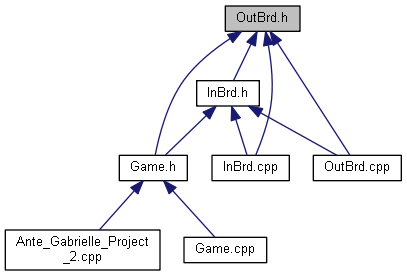 OutBrd.h
InBrd.h
Game.h
InBrd.cpp
OutBrd.cpp
Ante_Gabrielle_Project
_2.cpp
Game.cpp